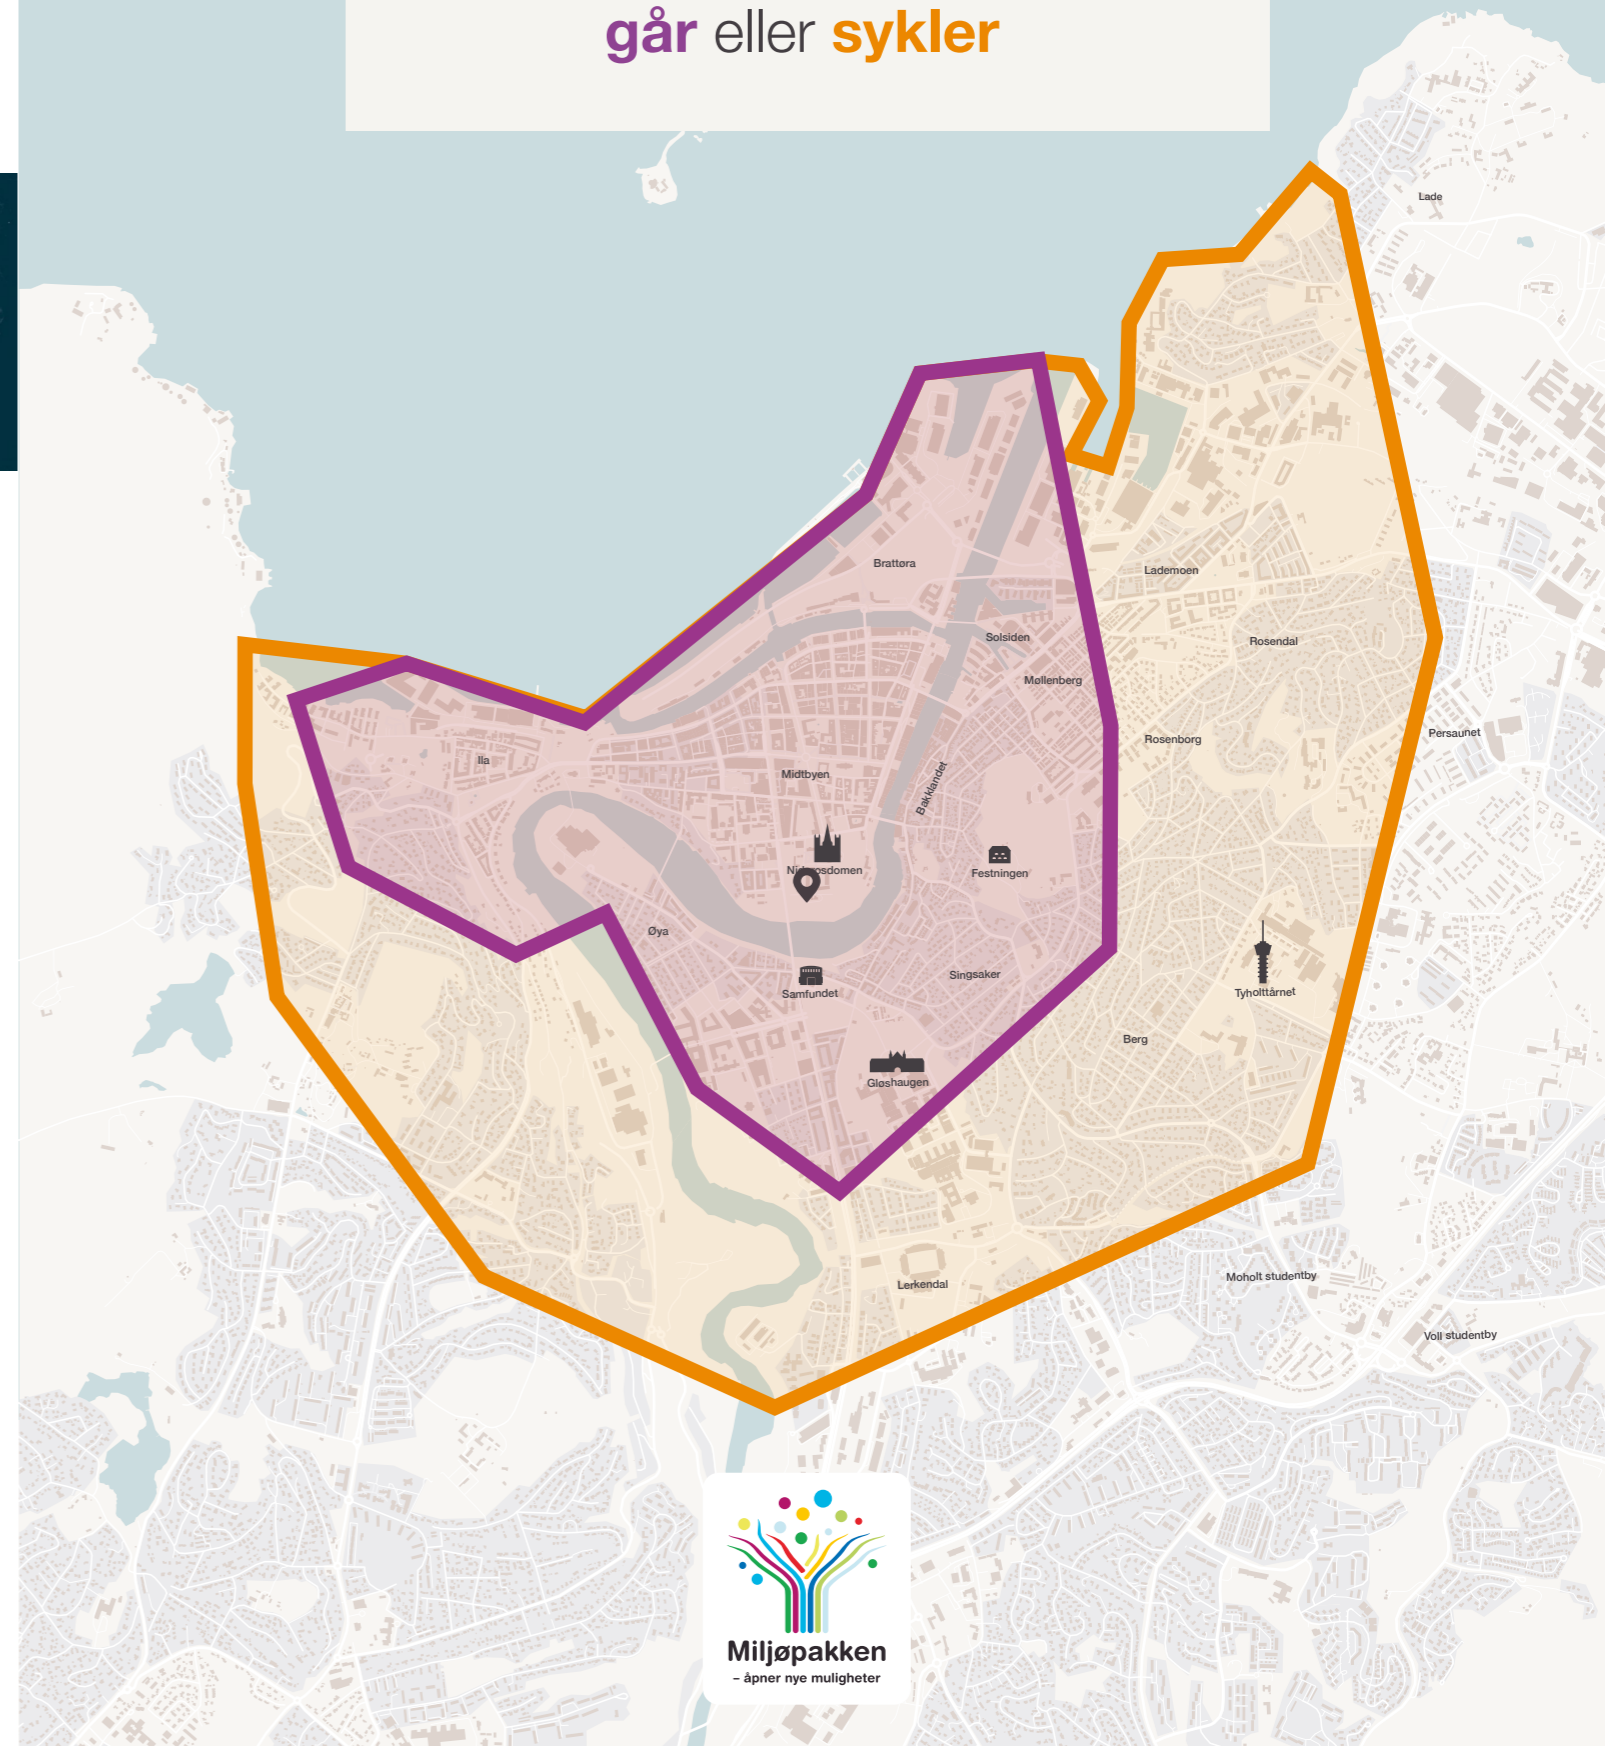 går eller sykler
Lade
Brattøra
Lademoen
Solsiden
Rosendal
Møllenberg
Persaunet
Rosenborg
Ila
Midtbyen
Bakklandet
Nidarosdomen
Festningen
Øya
Singsaker
Samfundet
Tyholttårnet
Berg
Gløshaugen
Moholt studentby
Lerkendal
Voll studentby
Miljøpakken
– åpner nye muligheter